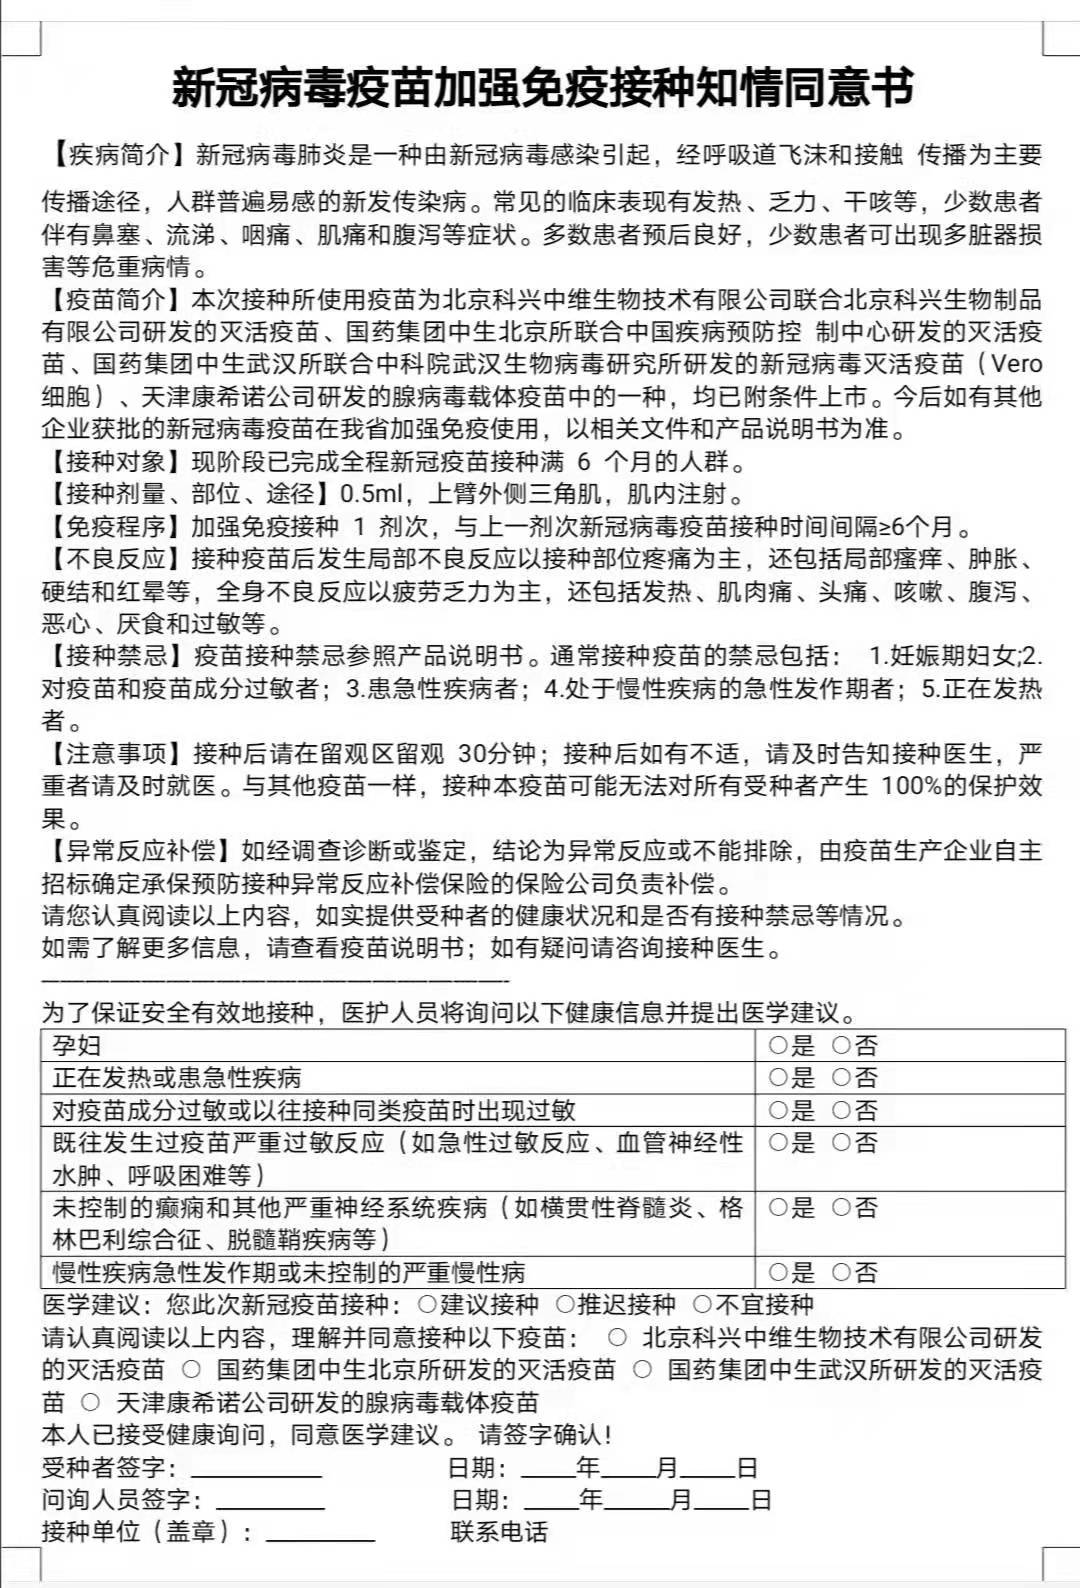 新冠病毒疫苗加强免疫接种知情同意书
【疾病简介】新冠病毒肺炎是一种由新冠病毒感染引起，经呼吸道飞沫和接触 传播为主要
传播途径，人群普遍易感的新发传染病。常见的临床表现有发热、乏力、干咳等，少数患者
伴有鼻塞、流涕、咽痛、肌痛和腹泻等症状。多数患者预后良好，少数患者可出现多脏器损
害等危重病情。
【疫苗简介】本次接种所使用疫苗为北京科兴中维生物技术有限公司联合北京科兴生物制品
有限公司研发的灭活疫苗、国药集团中生北京所联合中国疾病预防控 制中心研发的灭活疫
苗、国药集团中生武汉所联合中科院武汉生物病毒研究所研发的新冠病毒灭活疫苗（Vero
细胞）、天津康希诺公司研发的腺病毒载体疫苗中的一种，均已附条件上市。今后如有其他
企业获批的新冠病毒疫苗在我省加强免疫使用，以相关文件和产品说明书为准。
【接种对象】现阶段已完成全程新冠疫苗接种满 6 个月的人群。
【接种剂量、部位、途径】0.5ml，上臂外侧三角肌，肌内注射。
【免疫程序】加强免疫接种 1 剂次，与上一剂次新冠病毒疫苗接种时间间隔≥6个月。
【不良反应】接种疫苗后发生局部不良反应以接种部位疼痛为主，还包括局部瘙痒、肿胀、
硬结和红晕等，全身不良反应以疲劳乏力为主，还包括发热、肌肉痛、头痛、咳嗽、腹泻、
恶心、厌食和过敏等。
【接种禁忌】疫苗接种禁忌参照产品说明书。通常接种疫苗的禁忌包括： 1.妊娠期妇女;2.
对疫苗和疫苗成分过敏者；3.患急性疾病者；4.处于慢性疾病的急性发作期者；5.正在发热
者。
【注意事项】接种后请在留观区留观 30分钟；接种后如有不适，请及时告知接种医生，严
重者请及时就医。与其他疫苗一样，接种本疫苗可能无法对所有受种者产生 100%的保护效
果。
【异常反应补偿】如经调查诊断或鉴定，结论为异常反应或不能排除，由疫苗生产企业自主
招标确定承保预防接种异常反应补偿保险的保险公司负责补偿。
请您认真阅读以上内容，如实提供受种者的健康状况和是否有接种禁忌等情况。
如需了解更多信息，请查看疫苗说明书；如有疑问请咨询接种医生。
为了保证安全有效地接种，医护人员将询问以下健康信息并提出医学建议。
孕妇 ○是 ○否
正在发热或患急性疾病 ○是 ○否
对疫苗成分过敏或以往接种同类疫苗时出现过敏 ○是 ○否
既往发生过疫苗严重过敏反应（如急性过敏反应、血管神经性 ○是 ○否
水肿、呼吸困难等）
未控制的癫痫和其他严重神经系统疾病（如横贯性脊髓炎、格 ○是 ○否
林巴利综合征、脱髓鞘疾病等）
慢性疾病急性发作期或未控制的严重慢性病 ○是 ○否
医学建议：您此次新冠疫苗接种：○建议接种 ○推迟接种 ○不宜接种
请认真阅读以上内容，理解并同意接种以下疫苗： ○ 北京科兴中维生物技术有限公司研发
的灭活疫苗 ○ 国药集团中生北京所研发的灭活疫苗 ○ 国药集团中生武汉所研发的灭活疫
苗 ○ 天津康希诺公司研发的腺病毒载体疫苗
本人已接受健康询问，同意医学建议。 请签字确认！
受种者签字：__________ 日期：____年____月____日
问询人员签字：________ 日期：____年_____月____日
接种单位（盖章）：________ 联系电话